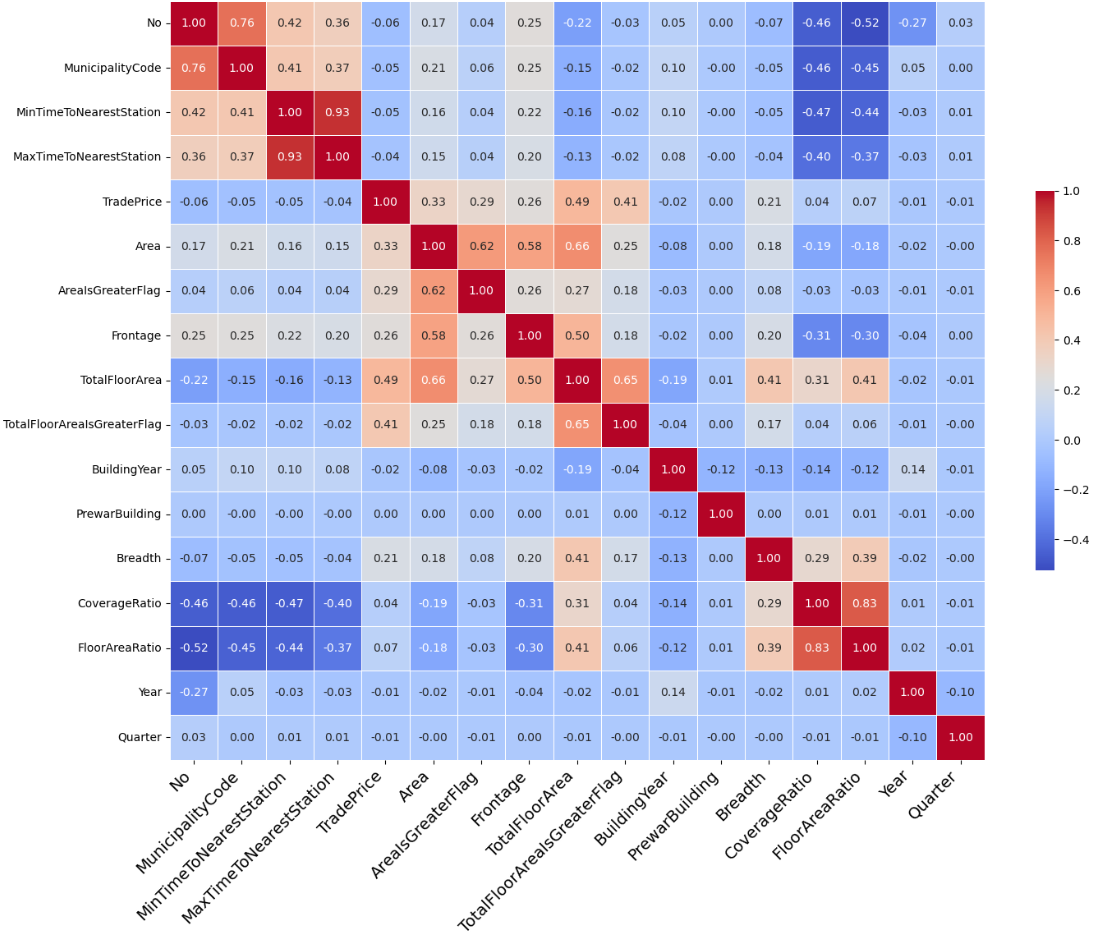 No 1.00 0.76 0.42 0.36 -0.06 0.17 0.04 0.25 -0.22 -0.03 0.05 0.00 -0.07 -0.46 -0.52 -0.27 0.03
MunicipalityCode 0.76 1.00 0.41 0.37 -0.05 0.21 0.06 0.25 -0.15 -0.02 0.10 -0.00 -0.05 -0.46 -0.45 0.05 0.00
MinTimeToNearestStation 0.42 0.41 1.00 0.93 -0.05 0.16 0.04 0.22 -0.16 -0.02 0.10 -0.00 -0.05 -0.47 -0.44 -0.03 0.01
MaxTimeToNearestStation 0.36 0.37 0.93 1.00 -0.04 0.15 0.04 0.20 -0.13 -0.02 0.08 -0.00 -0.04 -0.40 -0.37 -0.03 0.01
TradePrice -0.06 -0.05 -0.05 -0.04 1.00 0.33 0.29 0.26 0.49 0.41 -0.02 0.00 0.21 0.04 0.07 -0.01 -0.01
Area 0.17 0.21 0.16 0.15 0.33 1.00 0.62 0.58 0.66 0.25 -0.08 0.00 0.18 -0.19 -0.18 -0.02 -0.00
AreaIsGreaterFlag 0.04 0.06 0.04 0.04 0.29 0.62 1.00 0.26 0.27 0.18 -0.03 0.00 0.08 -0.03 -0.03 -0.01 -0.01
Frontage 0.25 0.25 0.22 0.20 0.26 0.58 0.26 1.00 0.50 0.18 -0.02 0.00 0.20 -0.31 -0.30 -0.04 0.00
TotalFloorArea -0.22 -0.15 -0.16 -0.13 0.49 0.66 0.27 0.50 1.00 0.65 -0.19 0.01 0.41 0.31 0.41 -0.02 -0.01
TotalFloorAreaIsGreaterFlag -0.03 -0.02 -0.02 -0.02 0.41 0.25 0.18 0.18 0.65 1.00 -0.04 0.00 0.17 0.04 0.06 -0.01 -0.00
BuildingYear 0.05 0.10 0.10 0.08 -0.02 -0.08 -0.03 -0.02 -0.19 -0.04 1.00 -0.12 -0.13 -0.14 -0.12 0.14 -0.01
PrewarBuilding 0.00 -0.00 -0.00 -0.00 0.00 0.00 0.00 0.00 0.01 0.00 -0.12 1.00 0.00 0.01 0.01 -0.01 -0.00
Breadth -0.07 -0.05 -0.05 -0.04 0.21 0.18 0.08 0.20 0.41 0.17 -0.13 0.00 1.00 0.29 0.39 -0.02 -0.00
CoverageRatio -0.46 -0.46 -0.47 -0.40 0.04 -0.19 -0.03 -0.31 0.31 0.04 -0.14 0.01 0.29 1.00 0.83 0.01 -0.01
FloorAreaRatio -0.52 -0.45 -0.44 -0.37 0.07 -0.18 -0.03 -0.30 0.41 0.06 -0.12 0.01 0.39 0.83 1.00 0.02 -0.01
Year -0.27 0.05 -0.03 -0.03 -0.01 -0.02 -0.01 -0.04 -0.02 -0.01 0.14 -0.01 -0.02 0.01 0.02 1.00 -0.10
Quarter 0.03 0.00 0.01 0.01 -0.01 -0.00 -0.01 0.00 -0.01 -0.00 -0.01 -0.00 -0.00 -0.01 -0.01 -0.10 1.00
No
MunicipalityCode
MinTimeToNearestStation
MaxTimeToNearestStation
TradePrice
Area
AreaIsGreaterFlag
Frontage
TotalFloorArea
TotalFloorAreaIsGreaterFlag
BuildingYear
PrewarBuilding
Breadth
CoverageRatio
FloorAreaRatio
Year
Quarter
1.0
0.8
0.6
0.4
0.2
0.0
−0.2
−0.4